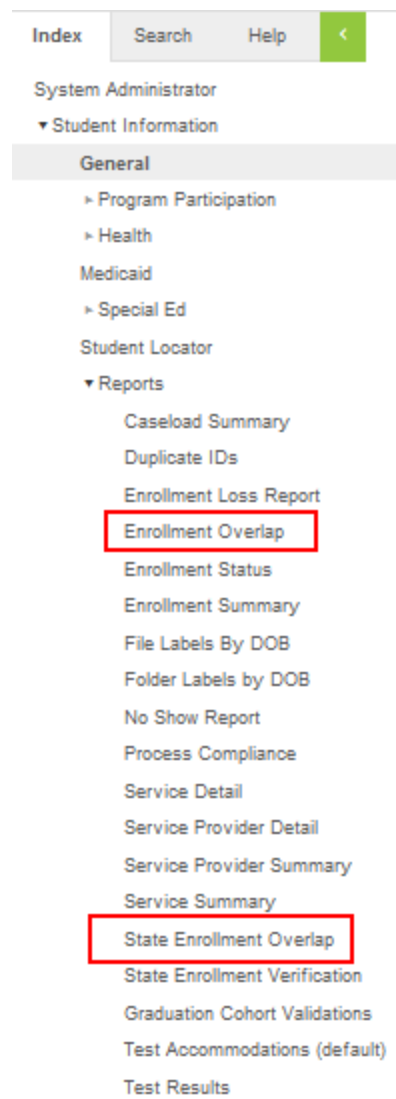 Index Search Help <
System Administrator
▾ Student Information
General
▸ Program Participation
▸ Health
Medicaid
▸ Special Ed
Student Locator
▾ Reports
Caseload Summary
Duplicate IDs
Enrollment Loss Report
Enrollment Overlap
Enrollment Status
Enrollment Summary
File Labels By DOB
Folder Labels by DOB
No Show Report
Process Compliance
Service Detail
Service Provider Detail
Service Provider Summary
Service Summary
State Enrollment Overlap
State Enrollment Verification
Graduation Cohort Validations
Test Accommodations (default)
Test Results